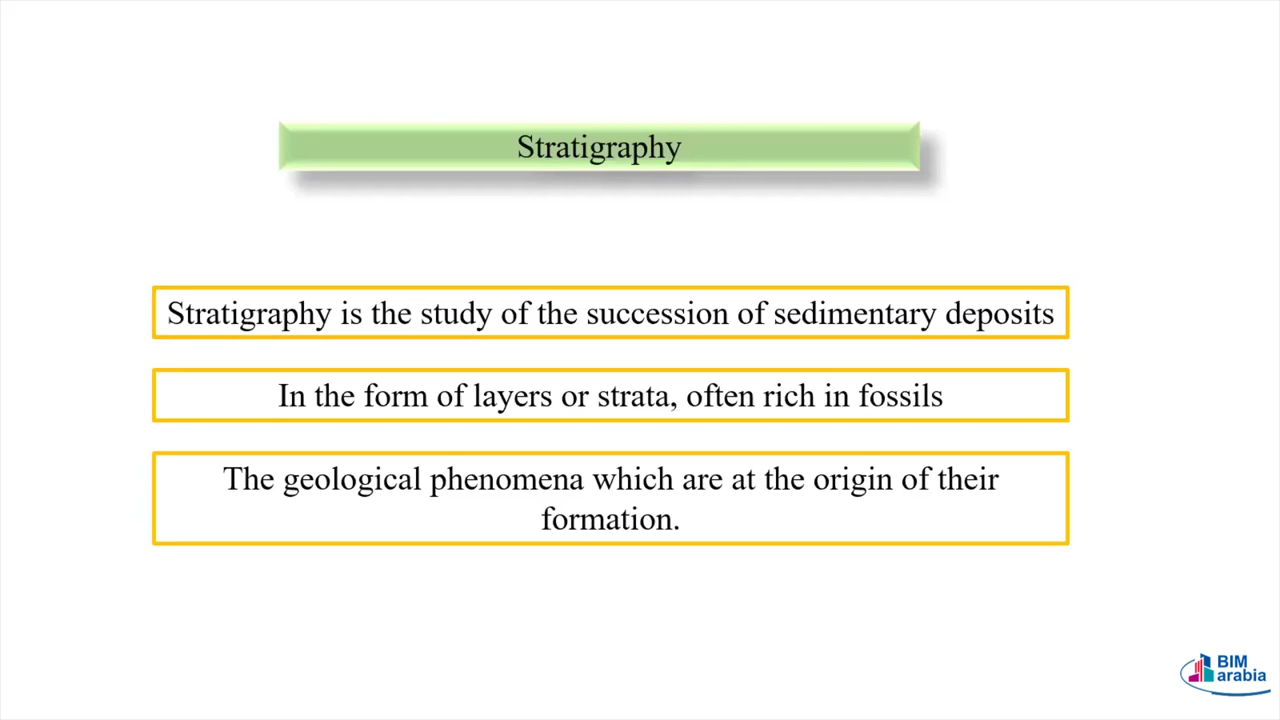 Stratigraphy
Stratigraphy is the study of the succession of sedimentary deposits
In the form of layers or strata, often rich in fossils
The geological phenomena which are at the origin of their
formation.
BIM
arabia